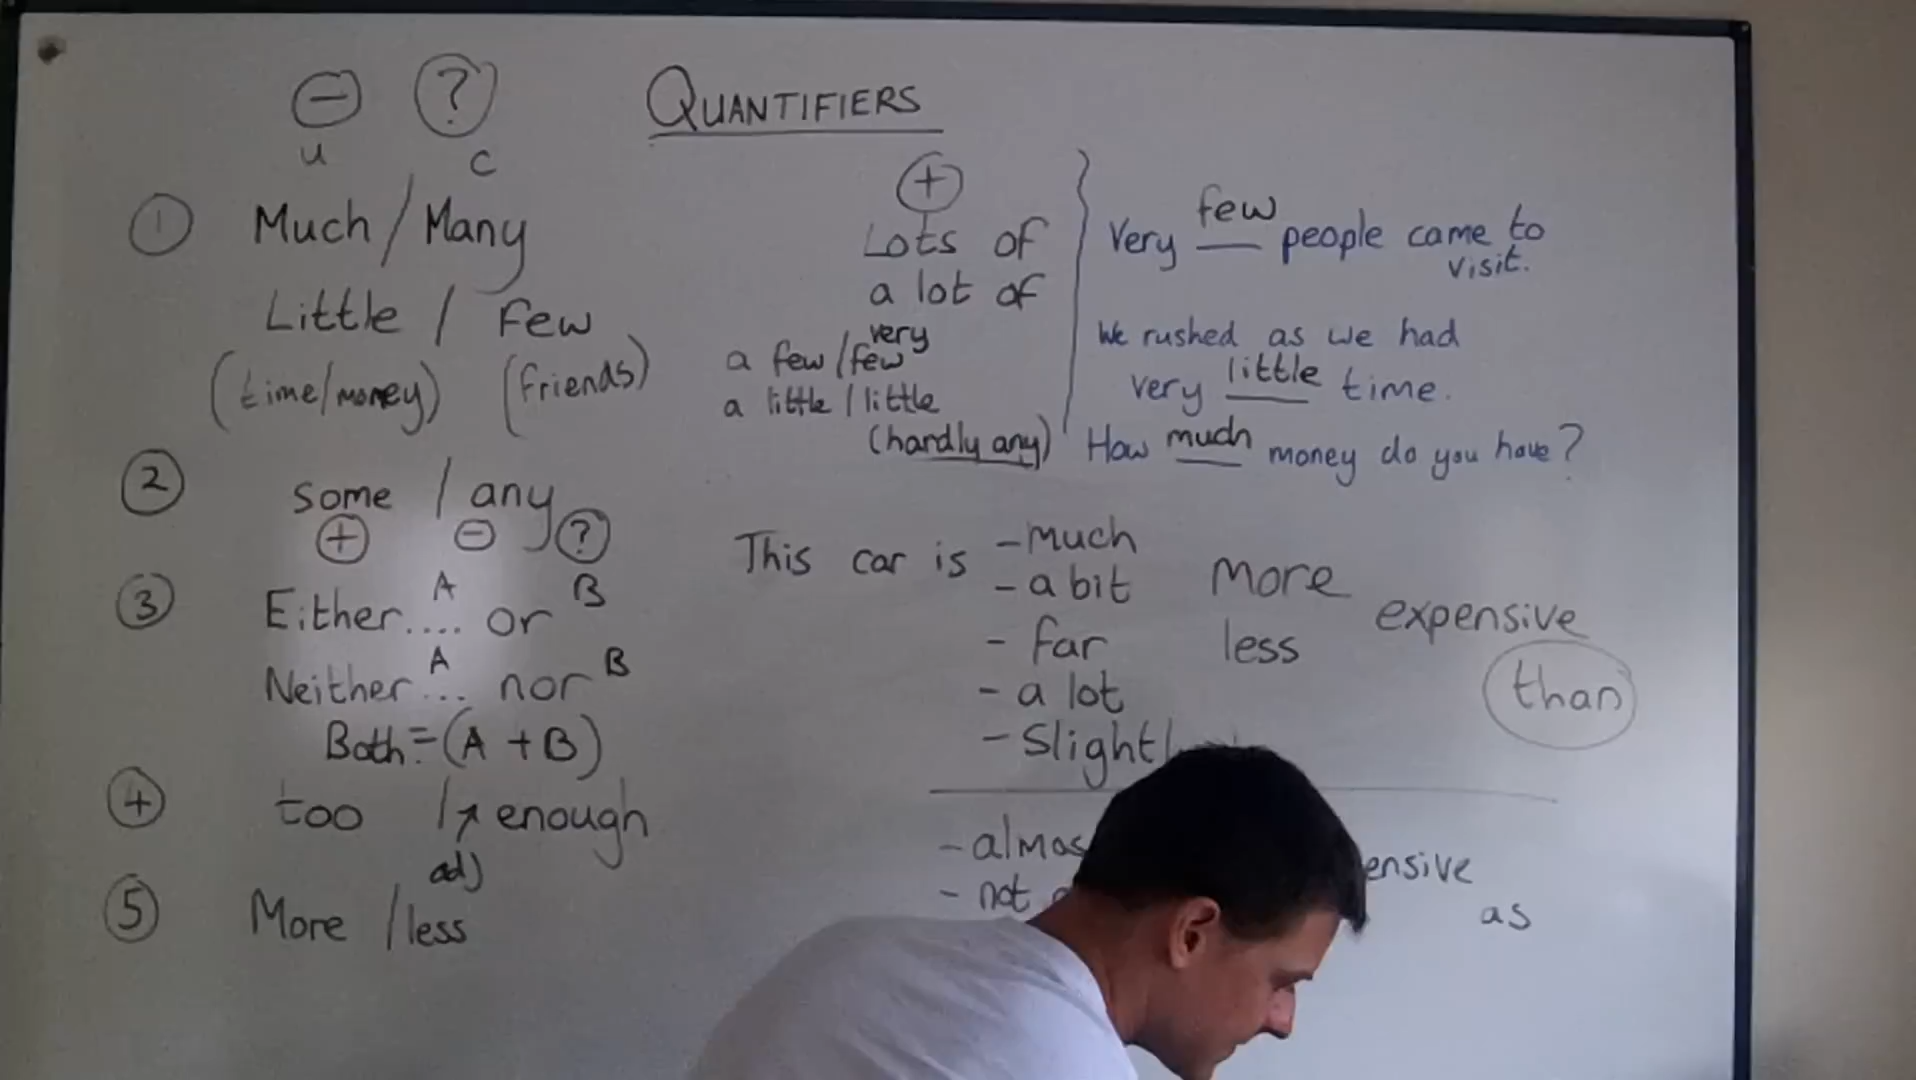 − ?
u c
QUANTIFIERS
① Much / Many
Little / Few
(time/money) (friends)
+
Lots of
a lot of
very
a few / few
a little / little
(hardly any)
few
Very __ people came to
visit.
We rushed as we had
very little time.
How much money do you have?
② some / any
+ − ?
③ Either A .... or B
Neither A ... nor B
Both = (A + B)
④ too / ↗ enough
adj
⑤ More / less
This car is - much
- a bit
- far
- a lot
more
less
expensive
than
- not
as